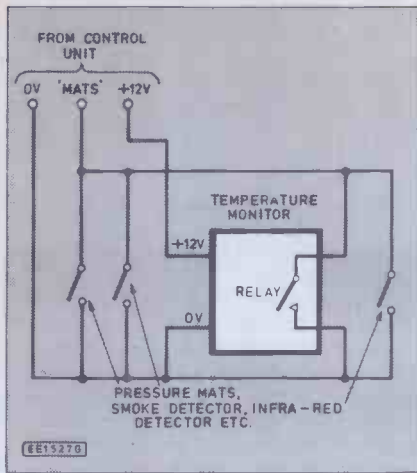 FROM CONTROL
UNIT
0V 'MATS' +12V
TEMPERATURE
MONITOR
+12V
RELAY
0V
PRESSURE MATS,
SMOKE DETECTOR, INFRA-RED
DETECTOR ETC.
EE1527G